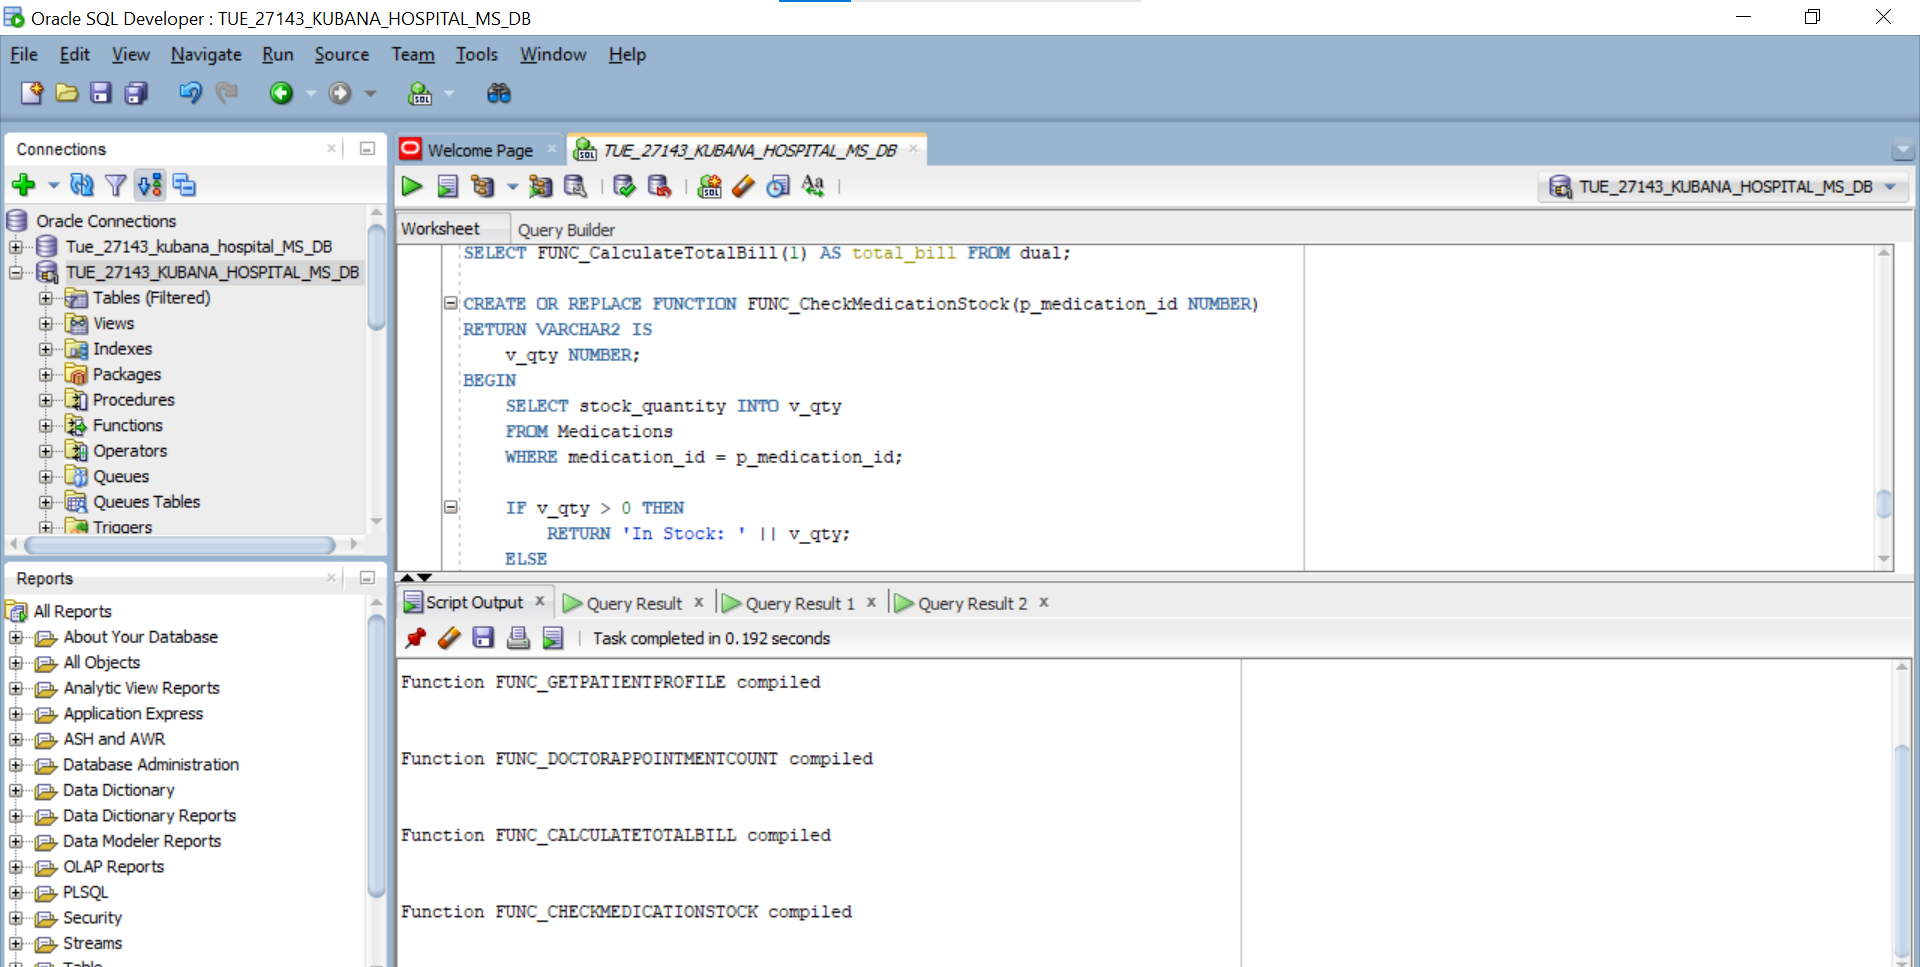 Oracle SQL Developer : TUE_27143_KUBANA_HOSPITAL_MS_DB
File Edit View Navigate Run Source Team Tools Window Help
SQL
Connections
Oracle Connections
Tue_27143_kubana_hospital_MS_DB
TUE_27143_KUBANA_HOSPITAL_MS_DB
Tables (Filtered)
Views
Indexes
Packages
Procedures
Functions
Operators
Queues
Queues Tables
Triggers
Reports
All Reports
About Your Database
All Objects
Analytic View Reports
Application Express
ASH and AWR
Database Administration
Data Dictionary
Data Dictionary Reports
Data Modeler Reports
OLAP Reports
PLSQL
Security
Streams
Table
Welcome Page
TUE_27143_KUBANA_HOSPITAL_MS_DB
Aa
TUE_27143_KUBANA_HOSPITAL_MS_DB
Worksheet Query Builder
SELECT FUNC_CalculateTotalBill(1) AS total_bill FROM dual;
CREATE OR REPLACE FUNCTION FUNC_CheckMedicationStock(p_medication_id NUMBER)
RETURN VARCHAR2 IS
v_qty NUMBER;
BEGIN
SELECT stock_quantity INTO v_qty
FROM Medications
WHERE medication_id = p_medication_id;
IF v_qty > 0 THEN
RETURN 'In Stock: ' || v_qty;
ELSE
Script Output x Query Result x Query Result 1 x Query Result 2 x
Task completed in 0.192 seconds
Function FUNC_GETPATIENTPROFILE compiled
Function FUNC_DOCTORAPPOINTMENTCOUNT compiled
Function FUNC_CALCULATETOTALBILL compiled
Function FUNC_CHECKMEDICATIONSTOCK compiled